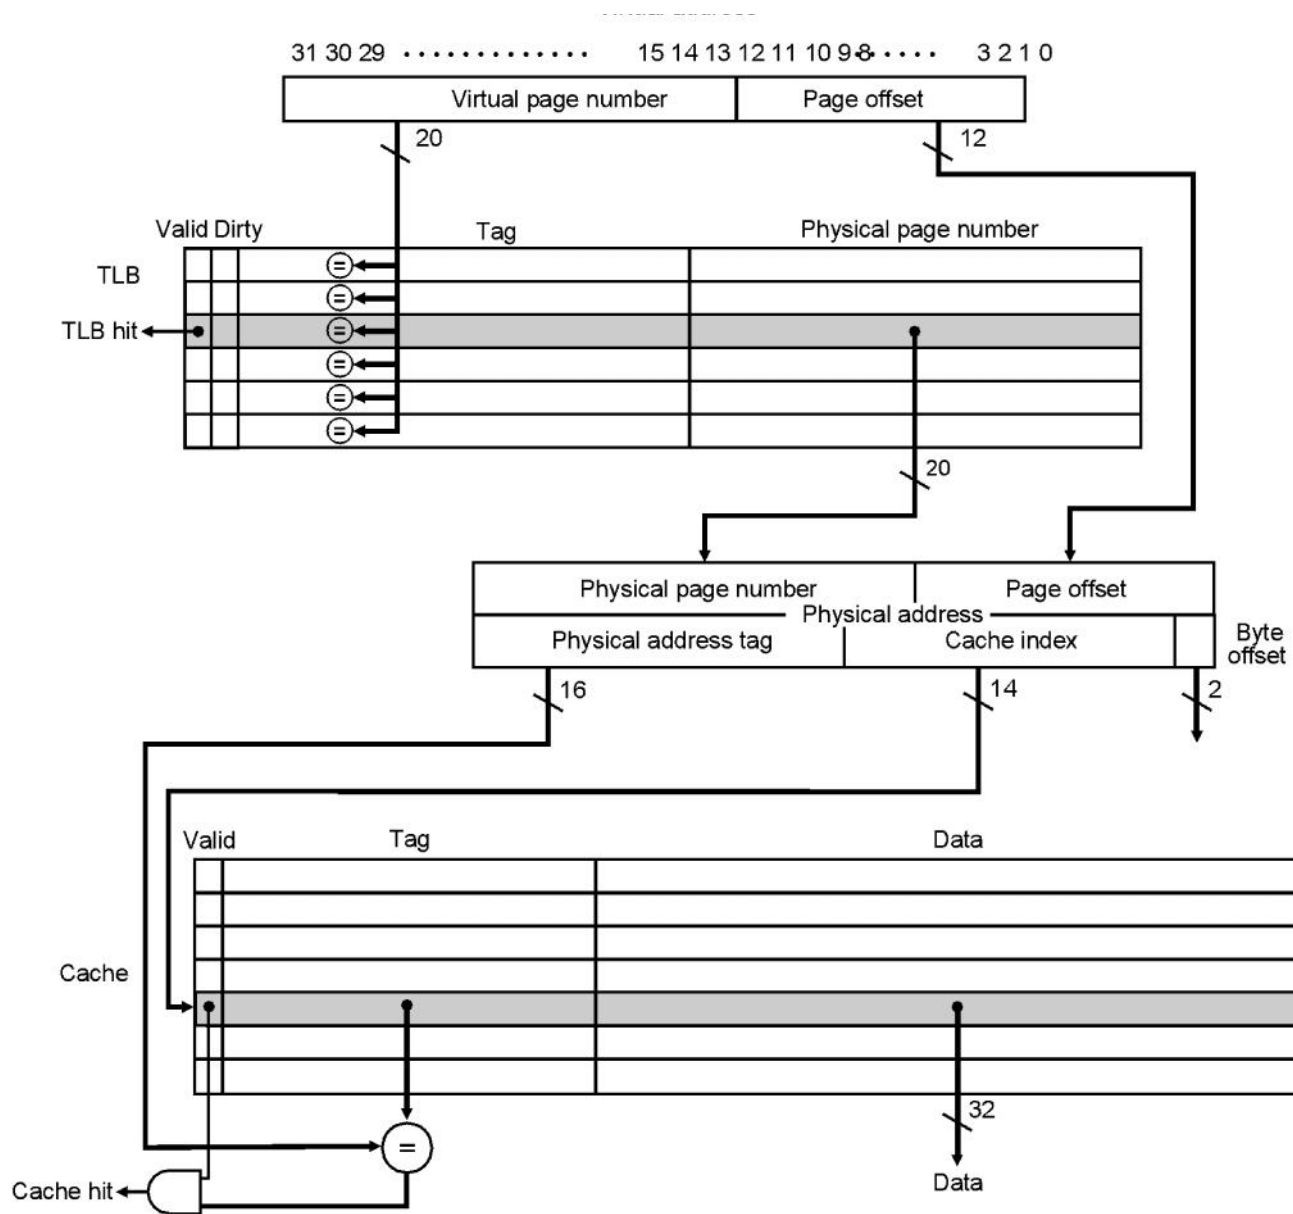 31 30 29 ············· 15 14 13 12 11 10 9 8 ······ 3 2 1 0
Virtual page number Page offset
20 12
Valid Dirty Tag Physical page number
TLB
=
=
TLB hit =
=
=
=
20
Physical page number Page offset
Physical address
Physical address tag Cache index Byte offset
16 14 2
Valid Tag Data
Cache
32
=
Cache hit Data